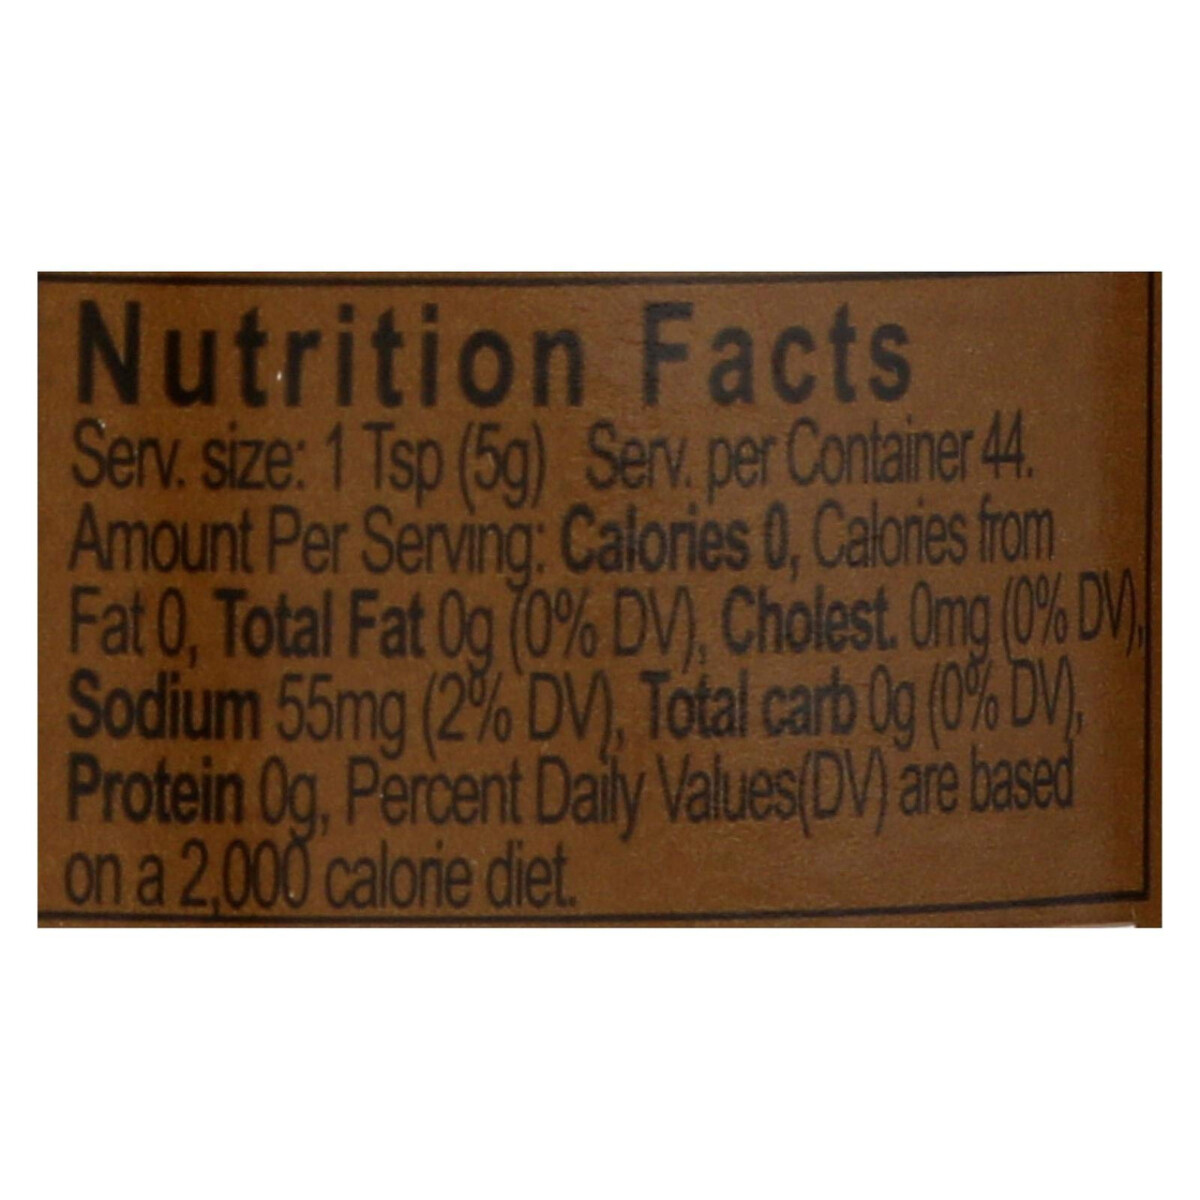 Nutrition Facts
Serv. size: 1 Tsp (5g) Serv. per Container 44.
Amount Per Serving: Calories 0, Calories from
Fat 0, Total Fat 0g (0% DV), Cholest. 0mg (0% DV),
Sodium 55mg (2% DV), Total carb 0g (0% DV),
Protein 0g, Percent Daily Values(DV) are based
on a 2,000 calorie diet.